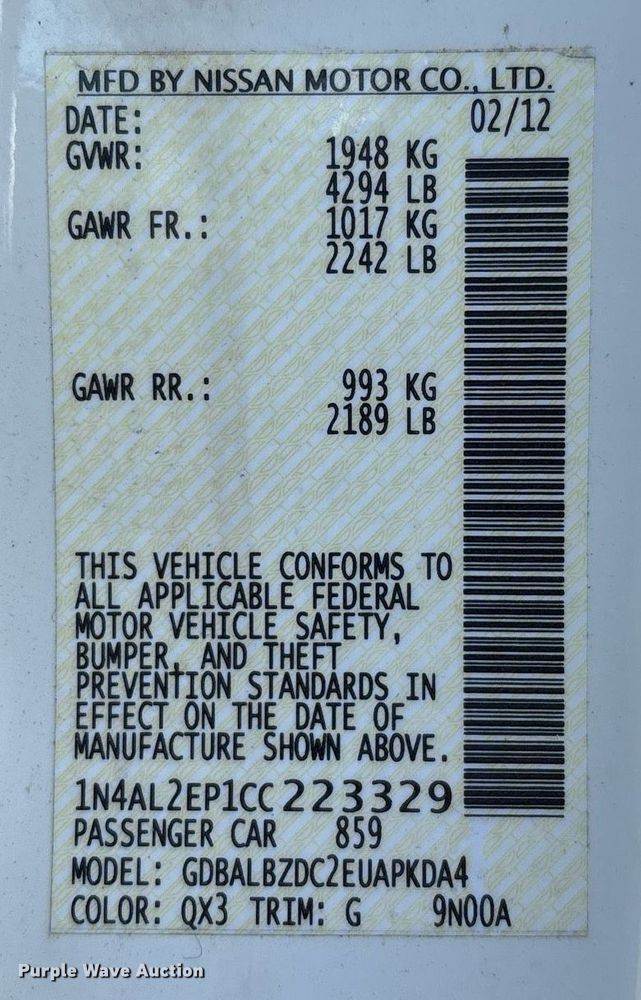 MFD BY NISSAN MOTOR CO., LTD.
DATE: 02/12
GVWR: 1948 KG
4294 LB
GAWR FR.: 1017 KG
2242 LB
GAWR RR.: 993 KG
2189 LB
THIS VEHICLE CONFORMS TO
ALL APPLICABLE FEDERAL
MOTOR VEHICLE SAFETY,
BUMPER, AND THEFT
PREVENTION STANDARDS IN
EFFECT ON THE DATE OF
MANUFACTURE SHOWN ABOVE.
1N4AL2EP1CC223329
PASSENGER CAR 859
MODEL: GDBALBZDC2EUAPKDA4
COLOR: QX3 TRIM: G 9N00A
Purple Wave Auction